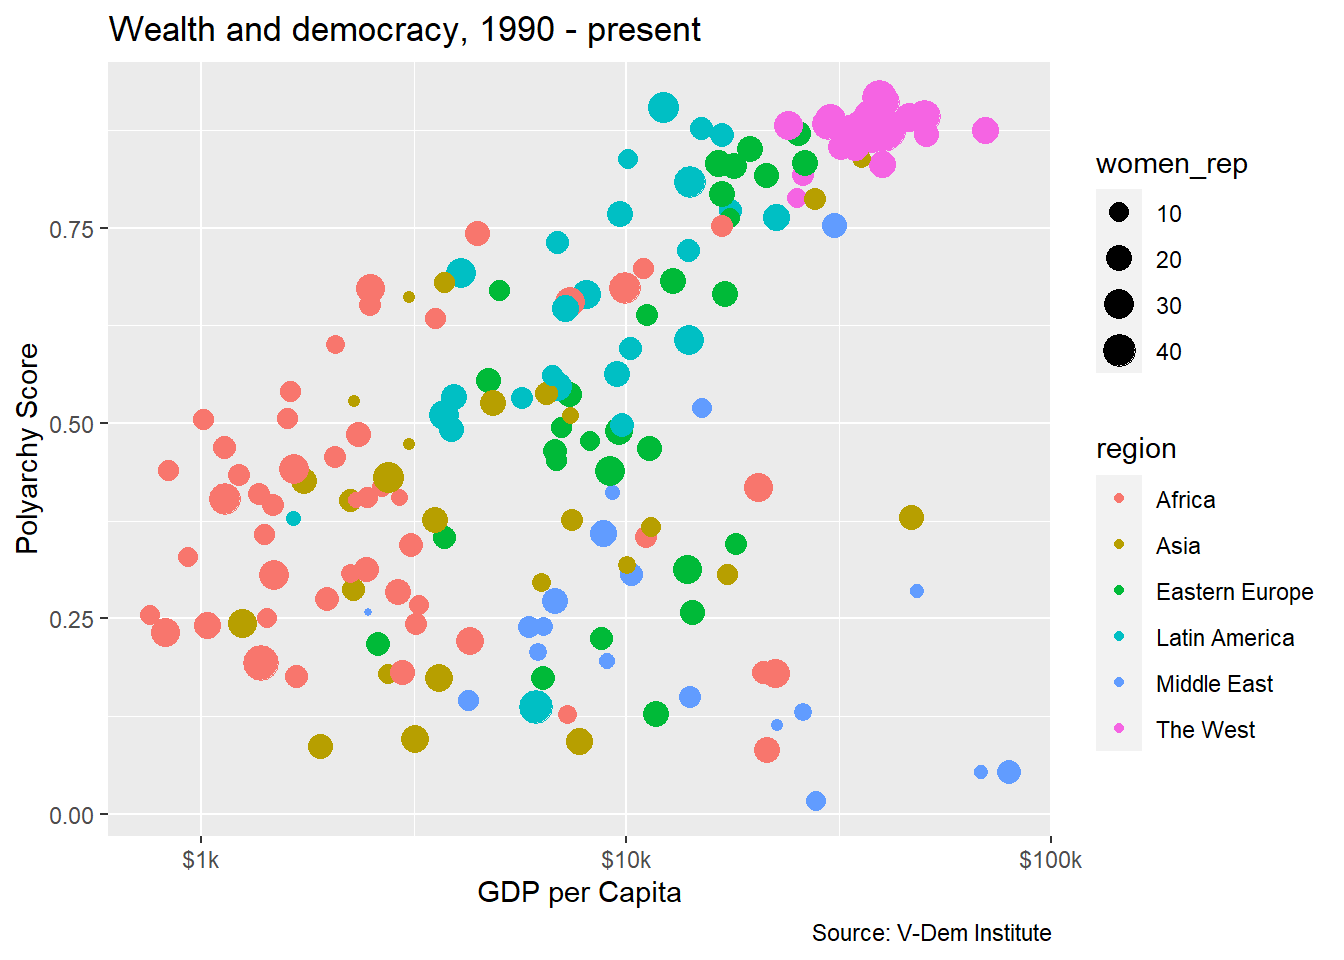 Wealth and democracy, 1990 - present
Polyarchy Score
0.75
0.50
0.25
0.00
$1k
$10k
$100k
GDP per Capita
women_rep
10
20
30
40
region
Africa
Asia
Eastern Europe
Latin America
Middle East
The West
Source: V-Dem Institute